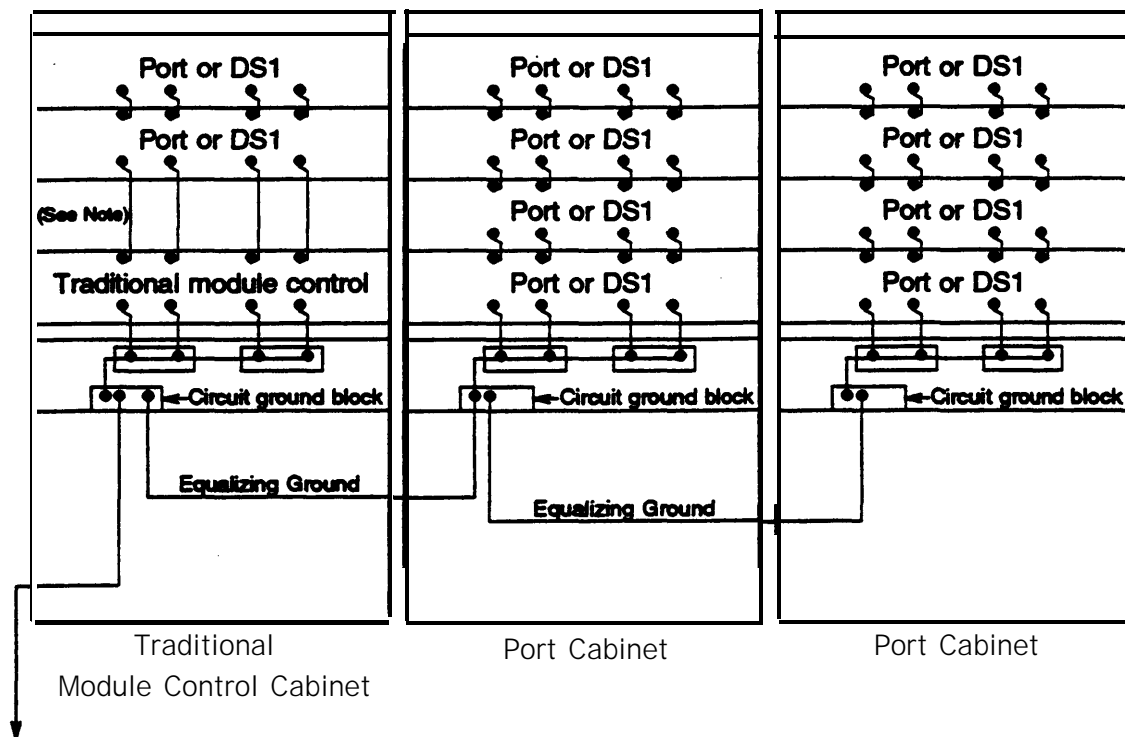 Port or DS1
Port or DS1
(See Note)
Traditional module control
Circuit ground block
Equalizing Ground
Traditional
Module Control Cabinet
Port or DS1
Port or DS1
Port or DS1
Port or DS1
Circuit ground block
Equalizing Ground
Port Cabinet
Port or DS1
Port or DS1
Port or DS1
Port or DS1
Circuit ground block
Port Cabinet